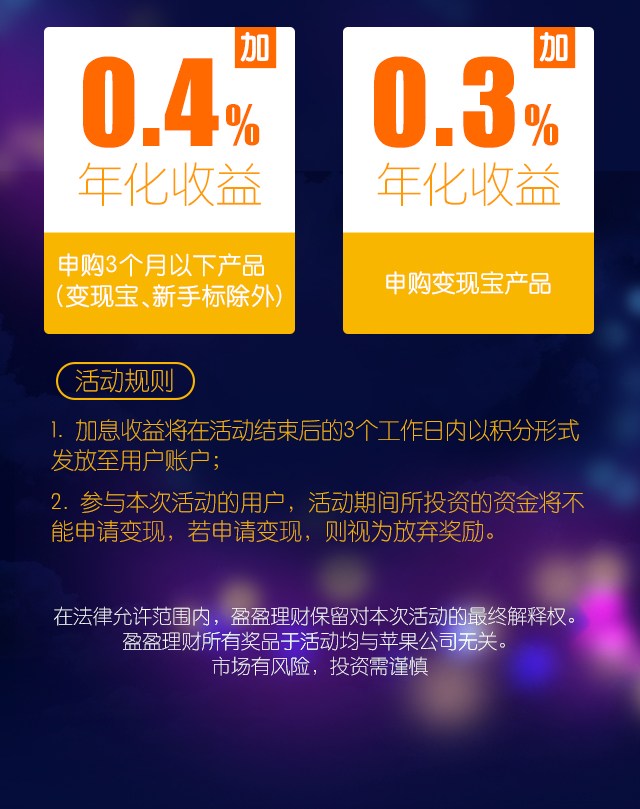 加
0.4%
年化收益
申购3个月以下产品
(变现宝、新手标除外)
加
0.3%
年化收益
申购变现宝产品
活动规则
1. 加息收益将在活动结束后的3个工作日内以积分形式
发放至用户账户；
2. 参与本次活动的用户，活动期间所投资的资金将不
能申请变现，若申请变现，则视为放弃奖励。
在法律允许范围内，盈盈理财保留对本次活动的最终解释权。
盈盈理财所有奖品于活动均与苹果公司无关。
市场有风险，投资需谨慎